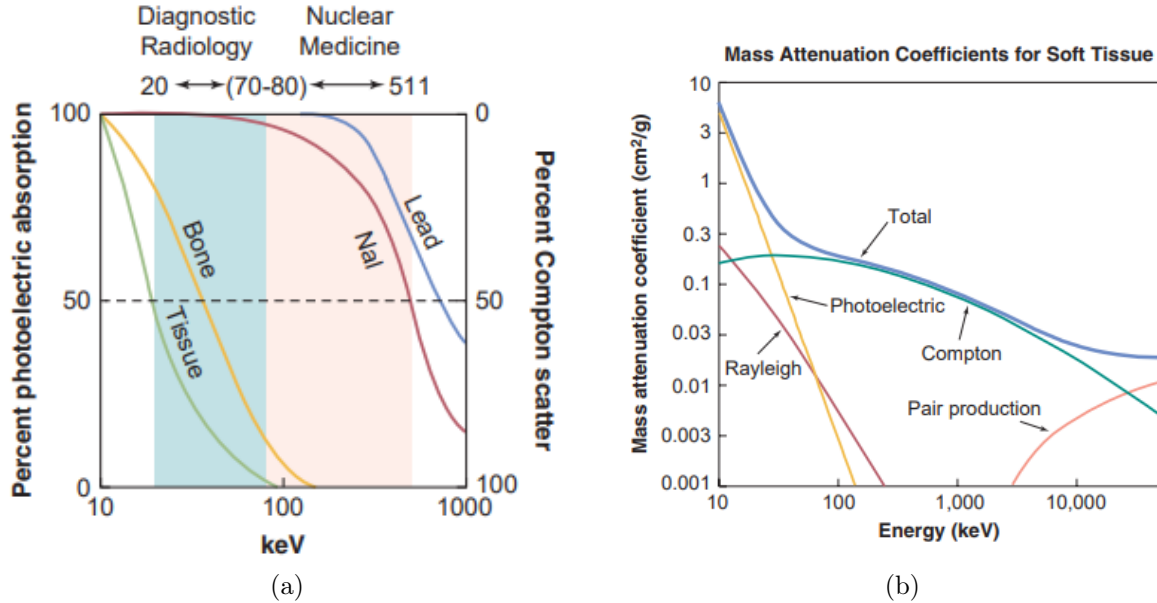 Diagnostic Radiology
Nuclear Medicine
20 ↔ (70-80) ↔ 511
Percent photoelectric absorption
100
50
0
Bone
Tissue
NaI
Lead
0
50
100
Percent Compton scatter
10
100
1000
keV
(a)
Mass Attenuation Coefficients for Soft Tissue
Mass attenuation coefficient (cm²/g)
10
3
1
0.3
0.1
0.03
0.01
0.003
0.001
Total
Photoelectric
Rayleigh
Compton
Pair production
10
100
1,000
10,000
Energy (keV)
(b)